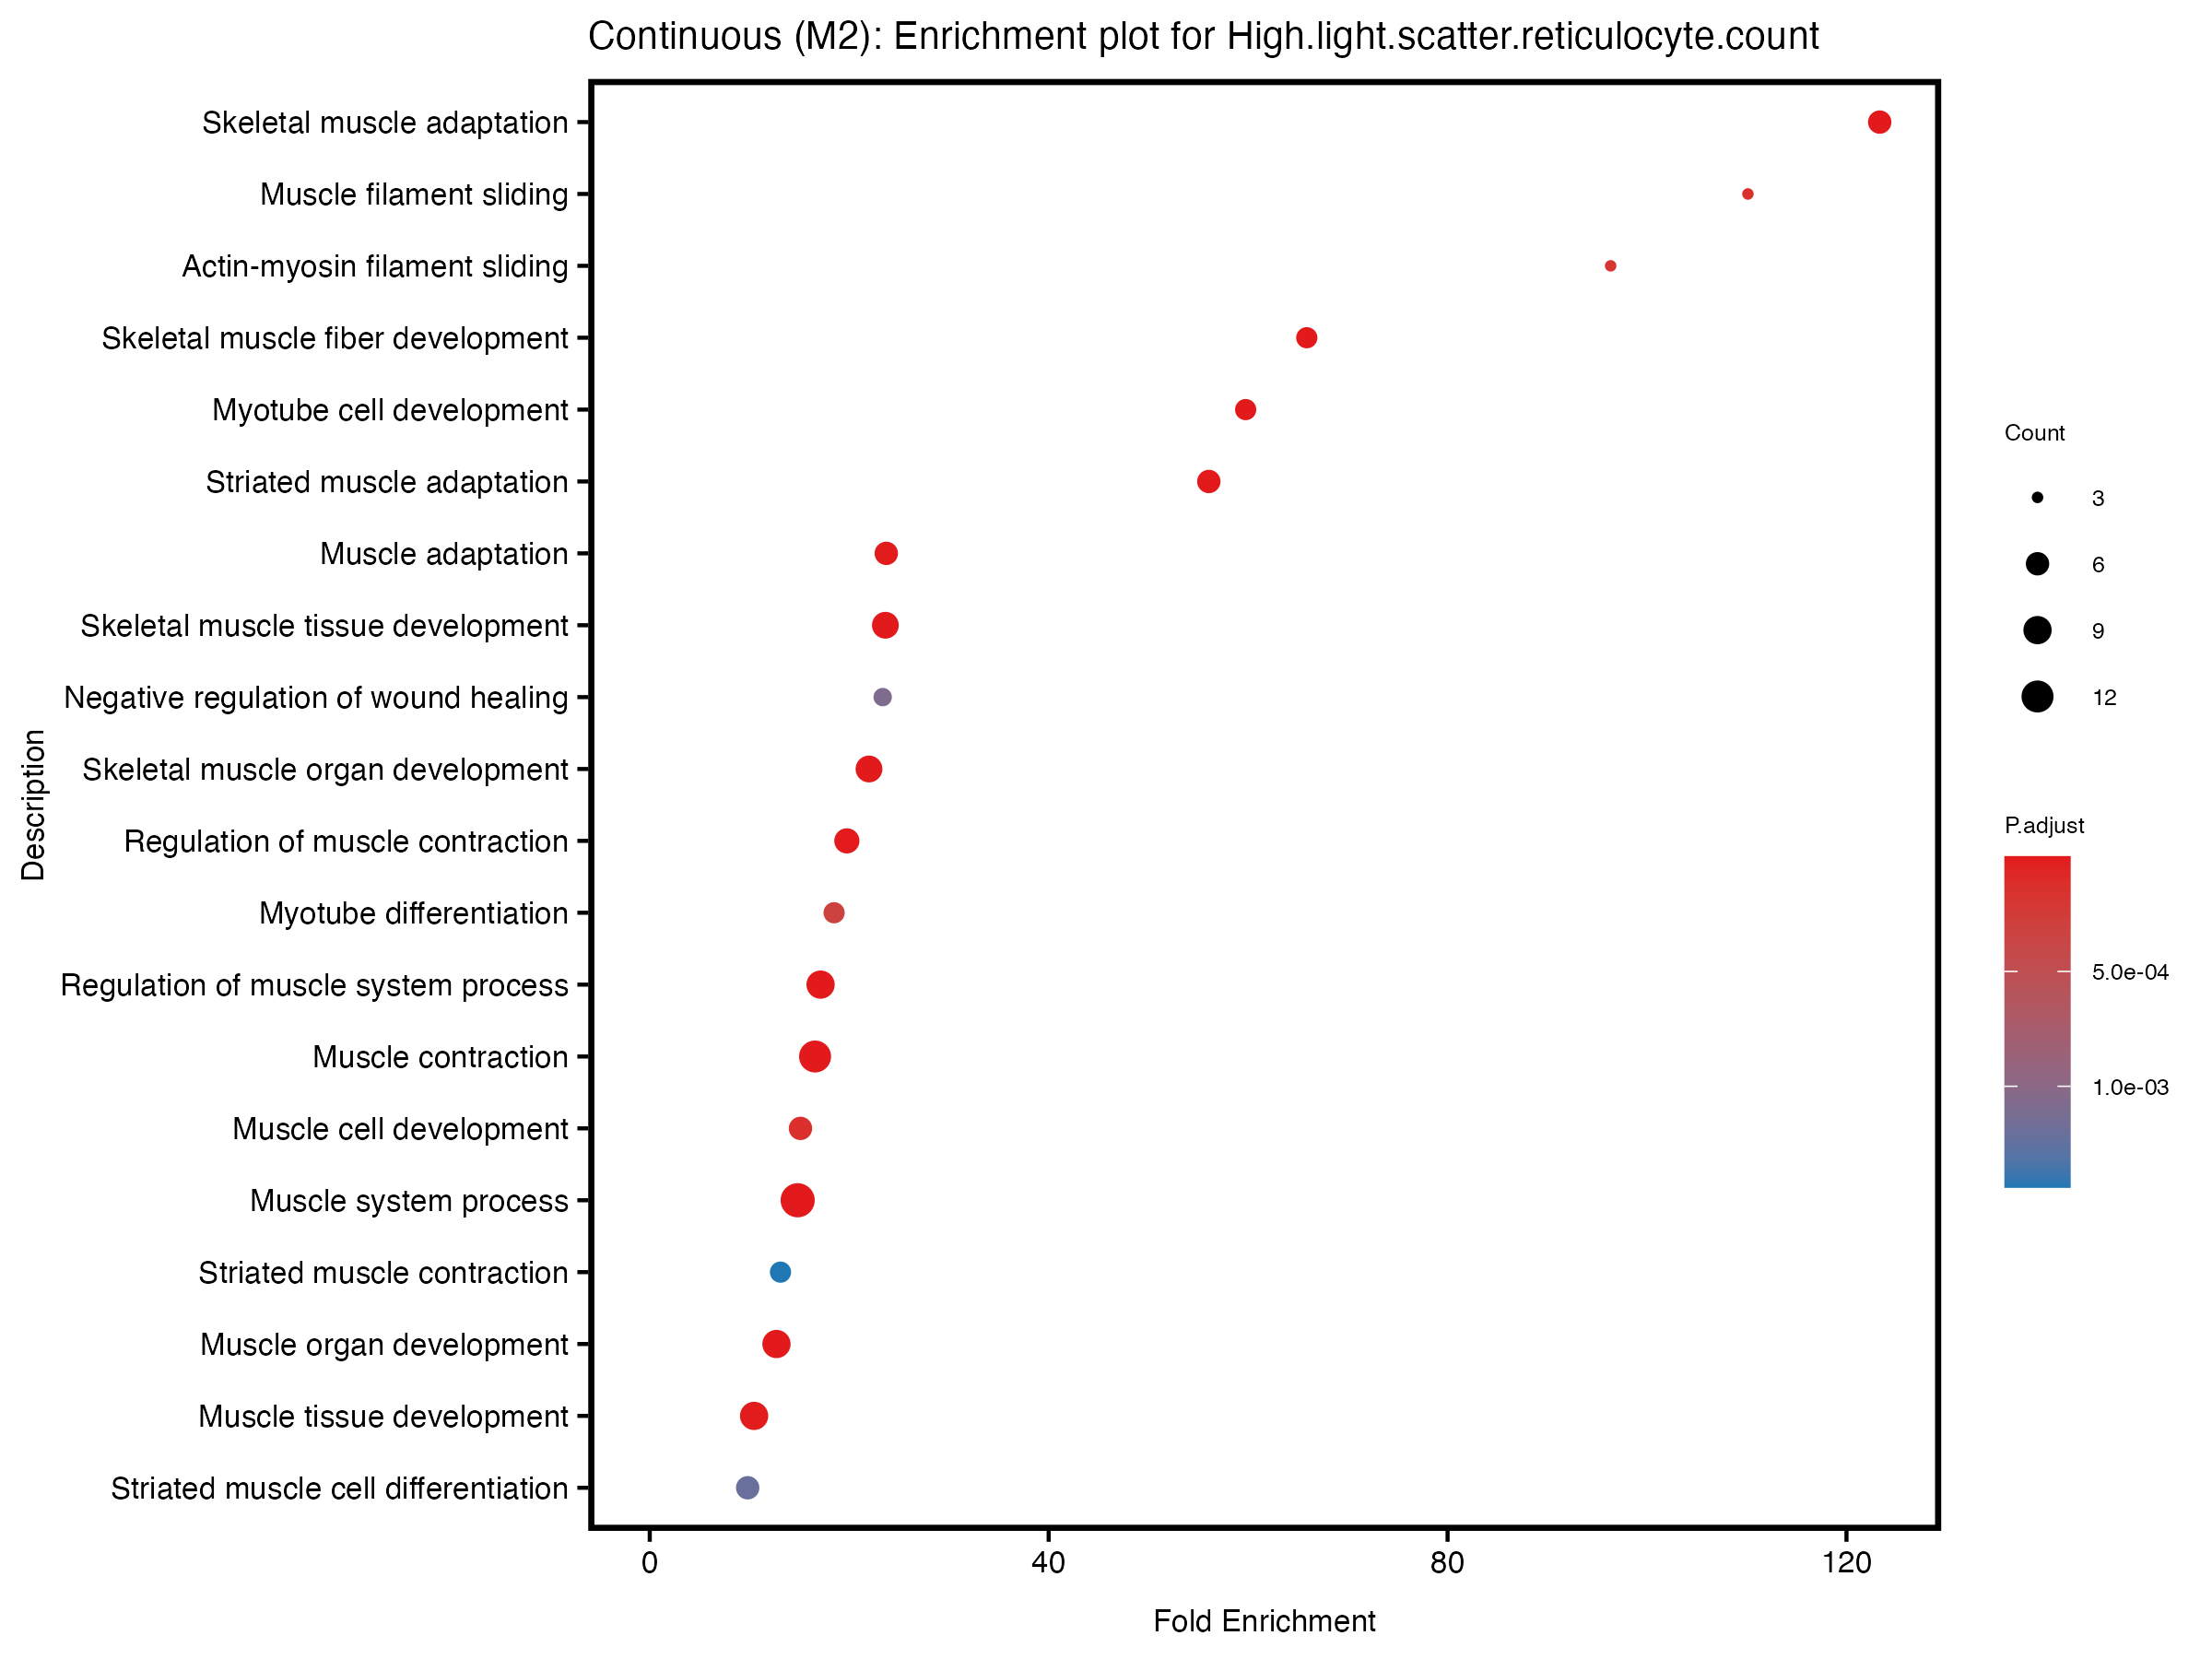 Continuous (M2): Enrichment plot for High.light.scatter.reticulocyte.count
Description
Skeletal muscle adaptation
Muscle filament sliding
Actin-myosin filament sliding
Skeletal muscle fiber development
Myotube cell development
Striated muscle adaptation
Muscle adaptation
Skeletal muscle tissue development
Negative regulation of wound healing
Skeletal muscle organ development
Regulation of muscle contraction
Myotube differentiation
Regulation of muscle system process
Muscle contraction
Muscle cell development
Muscle system process
Striated muscle contraction
Muscle organ development
Muscle tissue development
Striated muscle cell differentiation
0 40 80 120
Fold Enrichment
Count
3
6
9
12
P.adjust
5.0e-04
1.0e-03